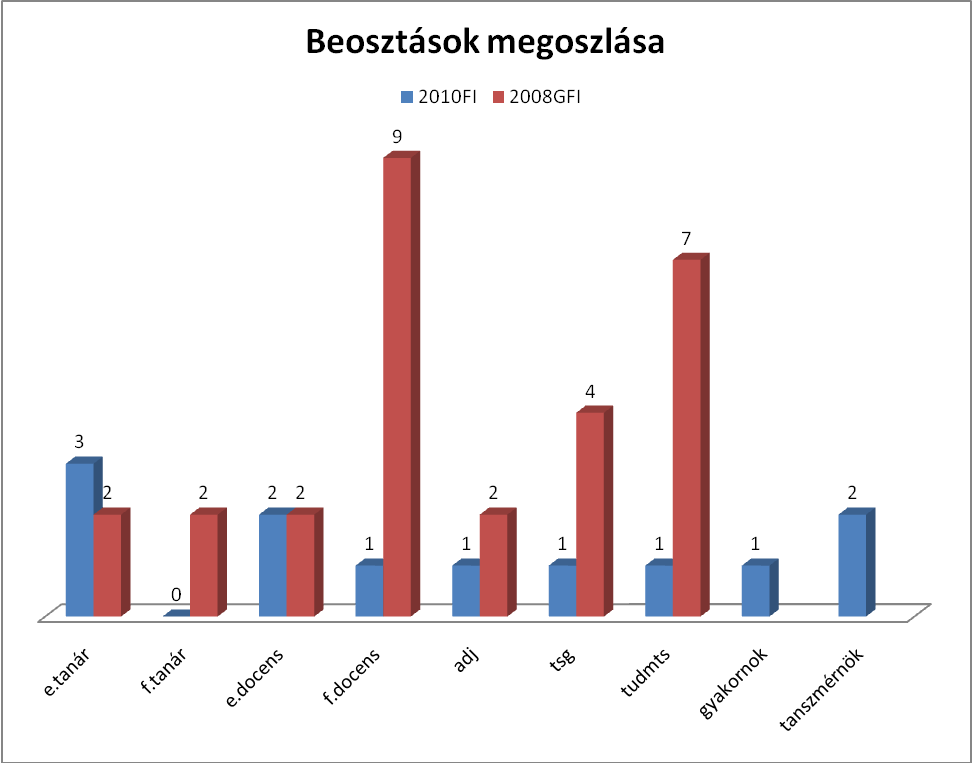 Beosztások megoszlása
2010FI 2008GFI
9
7
4
3
2 2 2 2 2 2
1 1 1 1 1
0
e.tanár f.tanár e.docens f.docens adj tsg tudmts gyakornok tanszmérnök